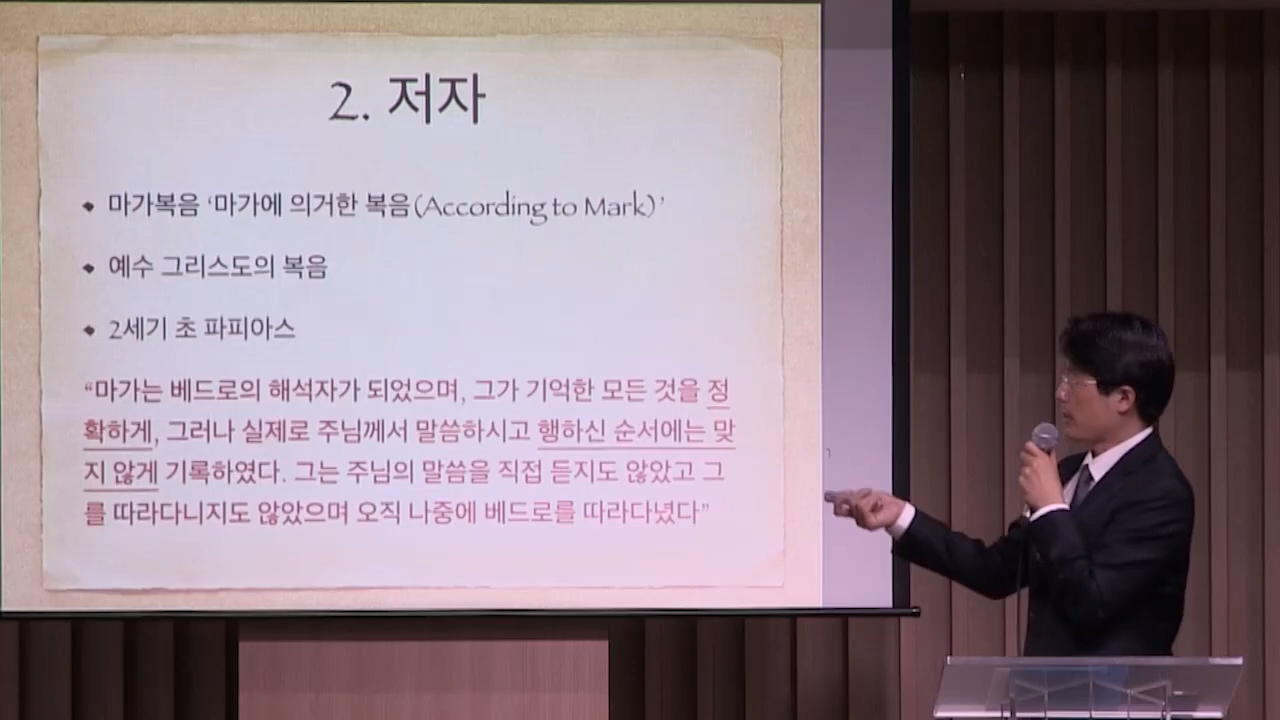 2. 저자
마가복음 ‘마가에 의거한 복음(According to Mark)’
예수 그리스도의 복음
2세기 초 파피아스
“마가는 베드로의 해석자가 되었으며, 그가 기억한 모든 것을 정
확하게, 그러나 실제로 주님께서 말씀하시고 행하신 순서에는 맞
지 않게 기록하였다. 그는 주님의 말씀을 직접 듣지도 않았고 그
를 따라다니지도 않았으며 오직 나중에 베드로를 따라다녔다”